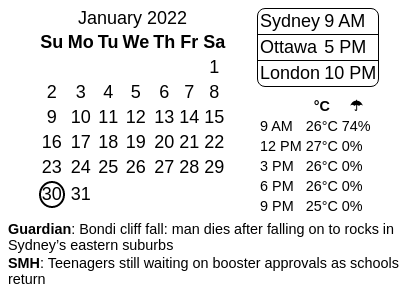 January 2022
Su Mo Tu We Th Fr Sa
1
2 3 4 5 6 7 8
9 10 11 12 13 14 15
16 17 18 19 20 21 22
23 24 25 26 27 28 29
30 31
Sydney 9 AM
Ottawa 5 PM
London 10 PM
°C ☂
9 AM 26°C 74%
12 PM 27°C 0%
3 PM 26°C 0%
6 PM 26°C 0%
9 PM 25°C 0%
Guardian: Bondi cliff fall: man dies after falling on to rocks in
Sydney’s eastern suburbs
SMH: Teenagers still waiting on booster approvals as schools
return